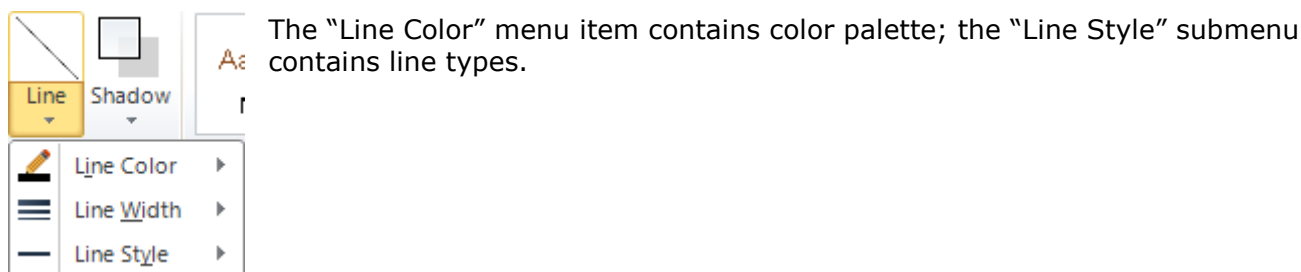 The “Line Color” menu item contains color palette; the “Line Style” submenu
contains line types.
Line Shadow
Aa
Line Color
Line Width
Line Style